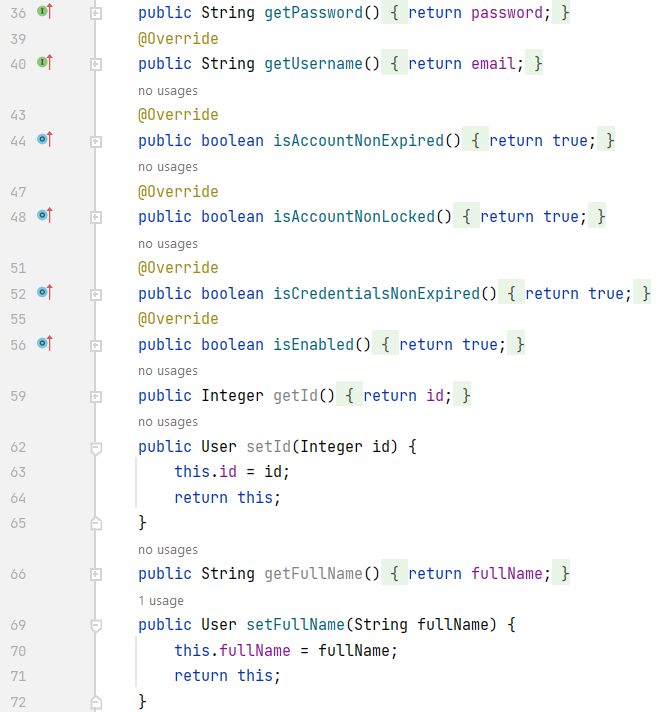 36 public String getPassword() { return password; }
39 @Override
40 public String getUsername() { return email; }
no usages
43 @Override
44 public boolean isAccountNonExpired() { return true; }
no usages
47 @Override
48 public boolean isAccountNonLocked() { return true; }
no usages
51 @Override
52 public boolean isCredentialsNonExpired() { return true; }
55 @Override
56 public boolean isEnabled() { return true; }
no usages
59 public Integer getId() { return id; }
no usages
62 public User setId(Integer id) {
63 this.id = id;
64 return this;
65 }
no usages
66 public String getFullName() { return fullName; }
1 usage
69 public User setFullName(String fullName) {
70 this.fullName = fullName;
71 return this;
72 }